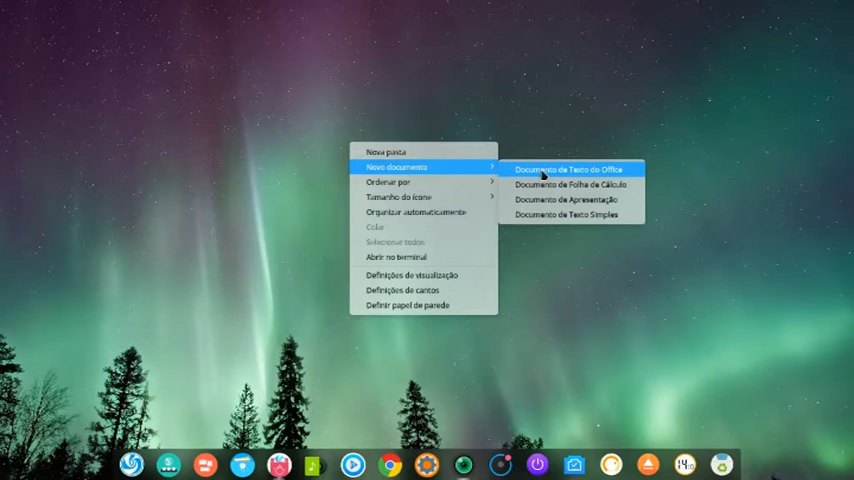 Nova pasta
Novo documento
Ordenar por
Tamanho do ícone
Organizar automaticamente
Colar
Selecionar todos
Abrir no terminal
Definições de visualização
Definições de cantos
Definir papel de parede
Documento de Texto do Office
Documento de Folha de Cálculo
Documento de Apresentação
Documento de Texto Simples